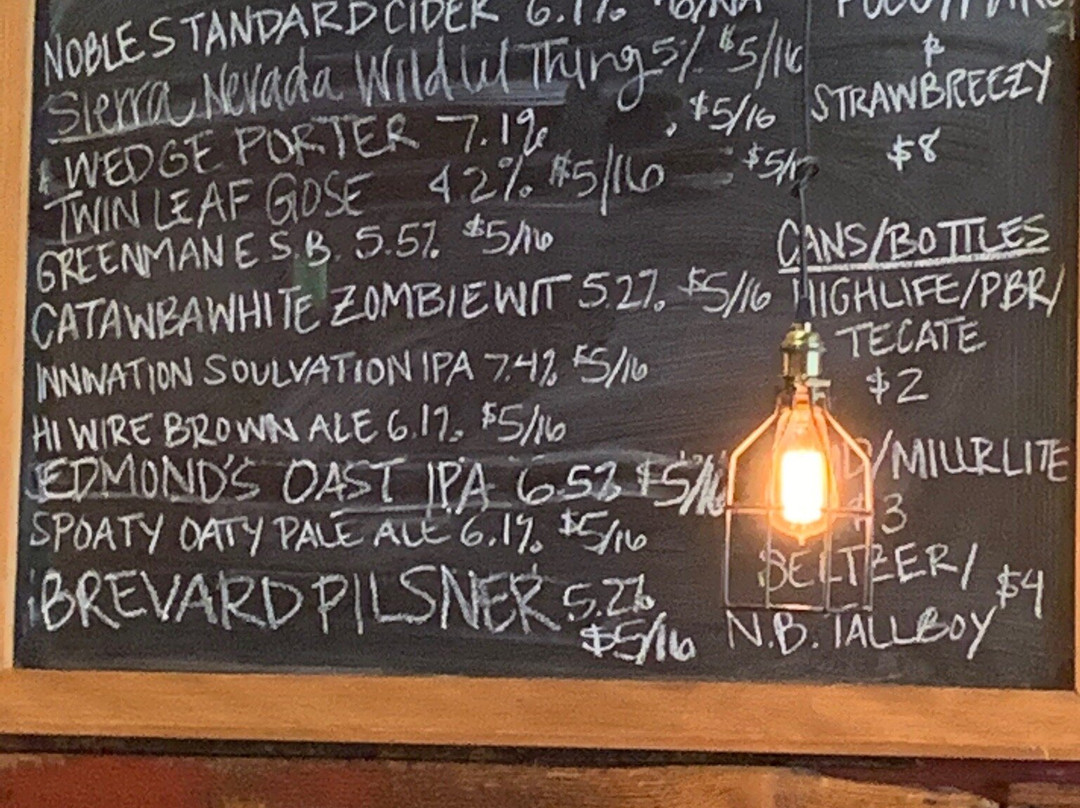 NOBLE STANDARD CIDER 6.1%
Sierra Nevada Wild Lil Thing 5% $5/16
WEDGE PORTER 7.1% $5/16
TWIN LEAF GOSE 4.2% $5/16
GREENMAN E.S.B. 5.5% $5/16
CATAWBA WHITE ZOMBIE WIT 5.2% $5/16
INNNATION SOULVATION IPA 7.4% $5/16
HI WIRE BROWN ALE 6.1% $5/16
EDMOND'S OAST IPA 6.5% $5/16
SPOATY OATY PALE ALE 6.1% $5/16
BREVARD PILSNER 5.2%
$5/16
STRAWBREEZY
$8
CANS/BOTTLES
HIGHLIFE/PBR/
TECATE
$2
/MILLRLITE
$3
SELTZER/
N.B. TALLBOY $4